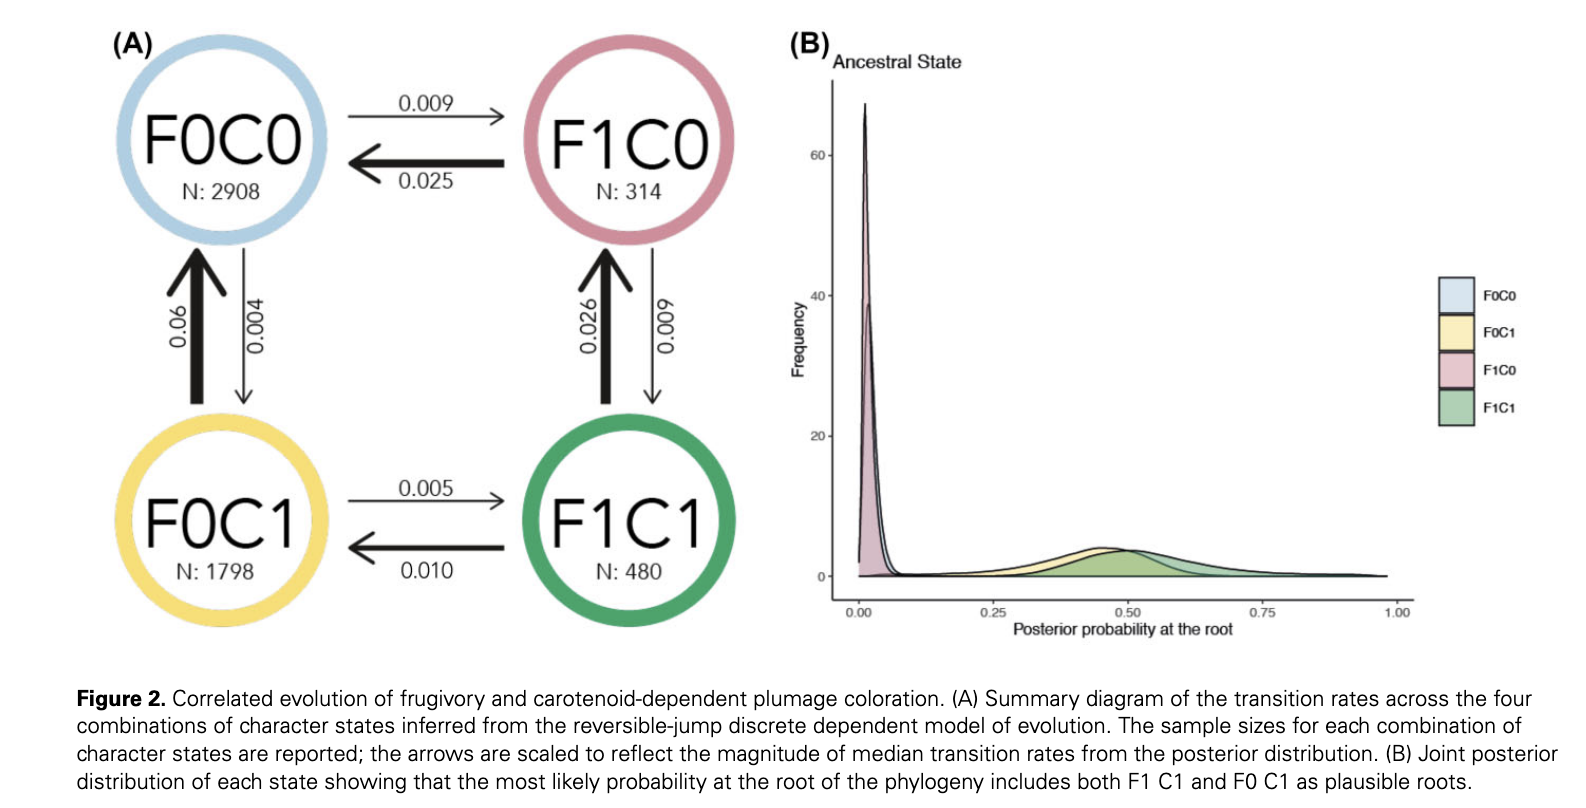 (A)
F0C0
N: 2908
0.009
0.025
F1C0
N: 314
0.06
0.004
0.026
0.009
F0C1
N: 1798
0.005
0.010
F1C1
N: 480
(B)
Ancestral State
Frequency
60
40
20
0
0.00 0.25 0.50 0.75 1.00
Posterior probability at the root
F0C0
F0C1
F1C0
F1C1
Figure 2. Correlated evolution of frugivory and carotenoid-dependent plumage coloration. (A) Summary diagram of the transition rates across the four
combinations of character states inferred from the reversible-jump discrete dependent model of evolution. The sample sizes for each combination of
character states are reported; the arrows are scaled to reflect the magnitude of median transition rates from the posterior distribution. (B) Joint posterior
distribution of each state showing that the most likely probability at the root of the phylogeny includes both F1 C1 and F0 C1 as plausible roots.